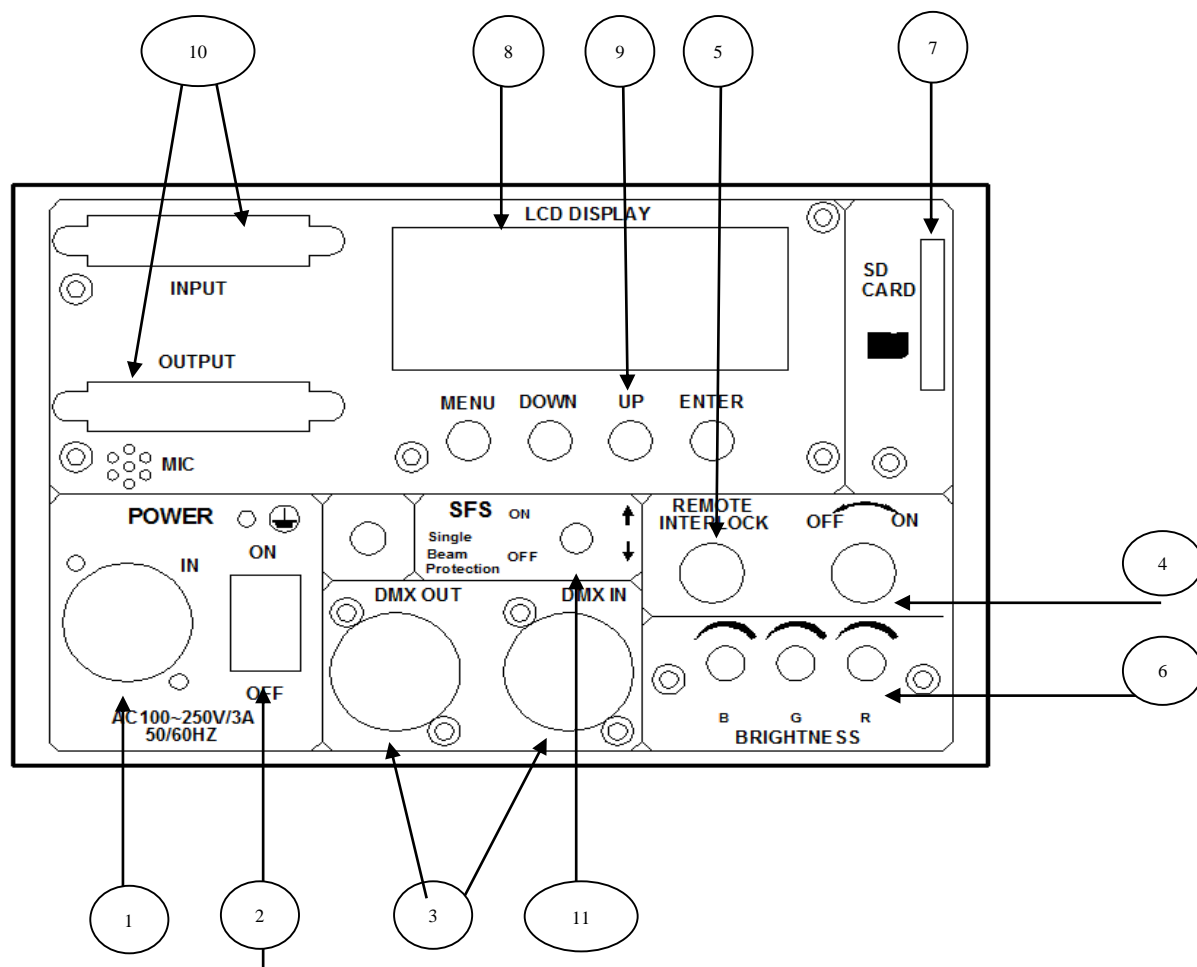 10
8
9
5
7
LCD DISPLAY
INPUT
SD
CARD
OUTPUT
MENU
DOWN
UP
ENTER
MIC
POWER
IN
ON
OFF
AC100~250V/3A
50/60HZ
SFS
ON
Single
Beam
Protection
OFF
REMOTE
INTERLOCK
OFF
ON
DMX OUT
DMX IN
B
G
R
BRIGHTNESS
4
6
1
2
3
11